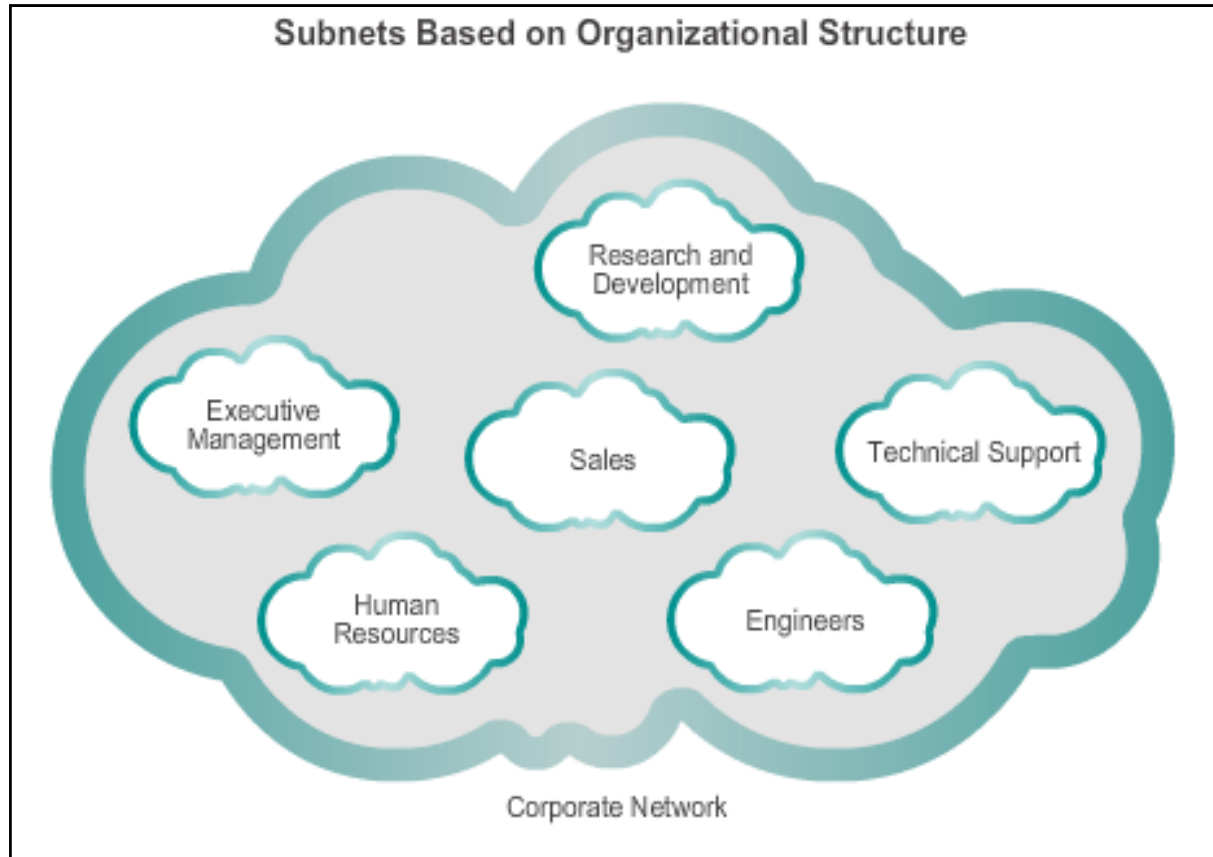 Subnets Based on Organizational Structure
Research and
Development
Executive
Management
Sales
Technical Support
Human
Resources
Engineers
Corporate Network